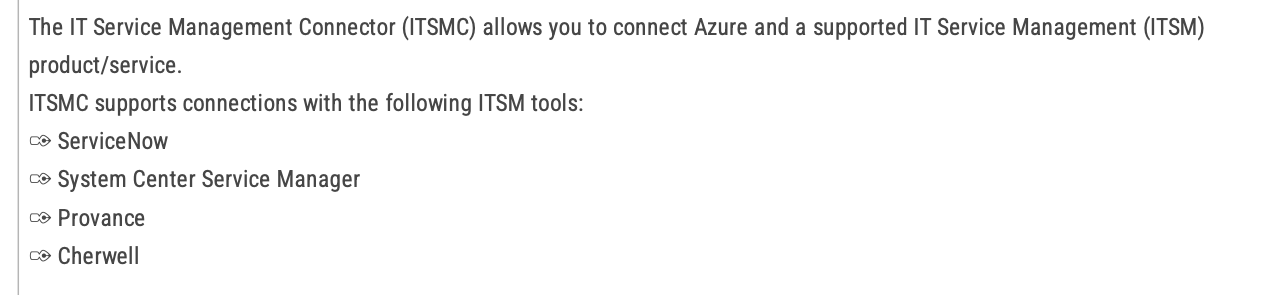 The IT Service Management Connector (ITSMC) allows you to connect Azure and a supported IT Service Management (ITSM)
product/service.
ITSMC supports connections with the following ITSM tools:
ServiceNow
System Center Service Manager
Provance
Cherwell